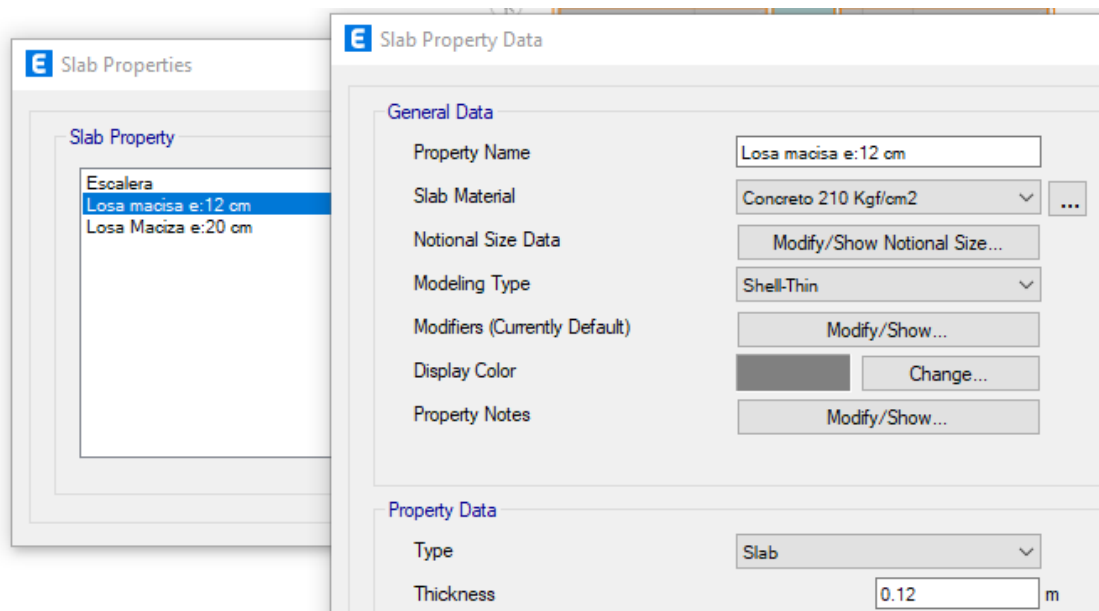 Slab Properties
Slab Property
Escalera
Losa macisa e:12 cm
Losa Maciza e:20 cm
Slab Property Data
General Data
Property Name Losa macisa e:12 cm
Slab Material Concreto 210 Kgf/cm2 ...
Notional Size Data Modify/Show Notional Size...
Modeling Type Shell-Thin
Modifiers (Currently Default) Modify/Show...
Display Color Change...
Property Notes Modify/Show...
Property Data
Type Slab
Thickness 0.12 m